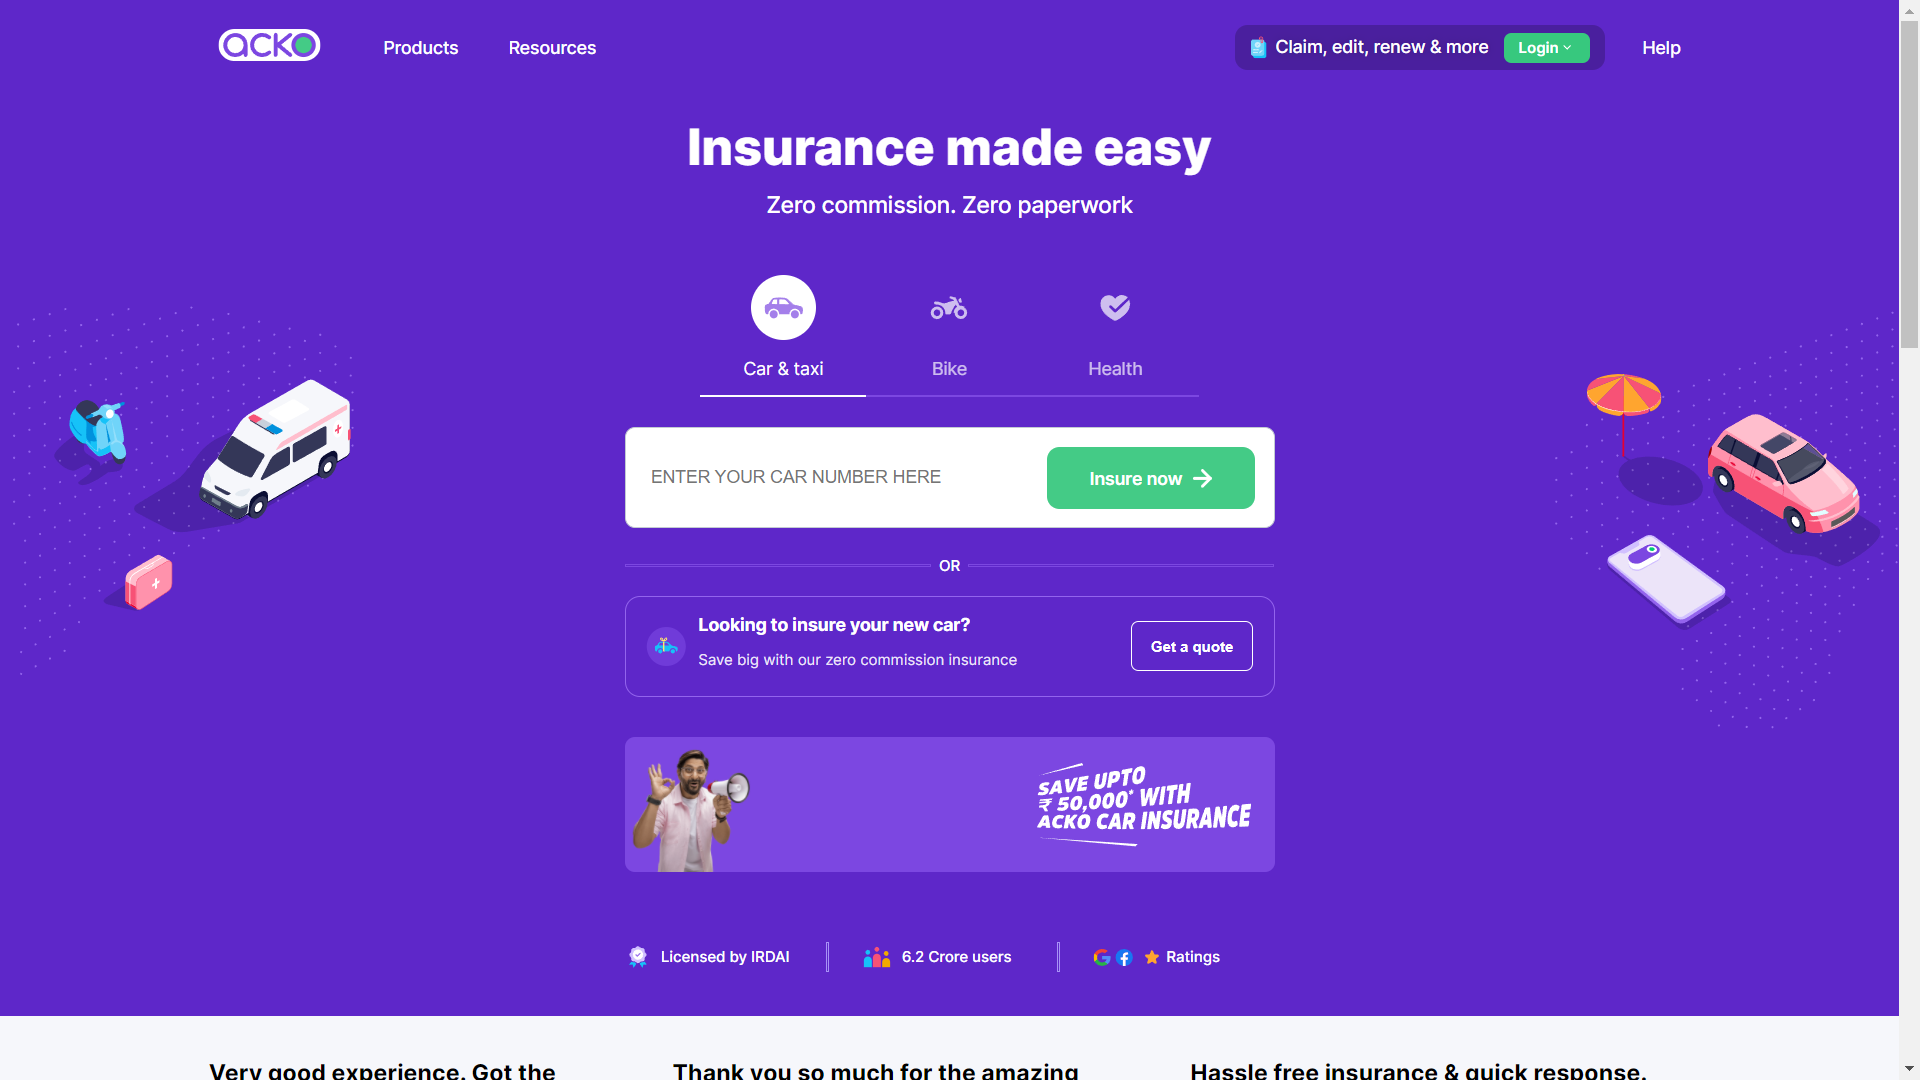 acko
Products
Resources
Claim, edit, renew & more
Login
Help
Insurance made easy
Zero commission. Zero paperwork
Car & taxi
Bike
Health
ENTER YOUR CAR NUMBER HERE
Insure now
OR
Looking to insure your new car?
Save big with our zero commission insurance
Get a quote
SAVE UPTO
₹ 50,000* WITH
ACKO CAR INSURANCE
Licensed by IRDAI
6.2 Crore users
Ratings
Very good experience. Got the
Thank you so much for the amazing
Hassle free insurance & quick response.